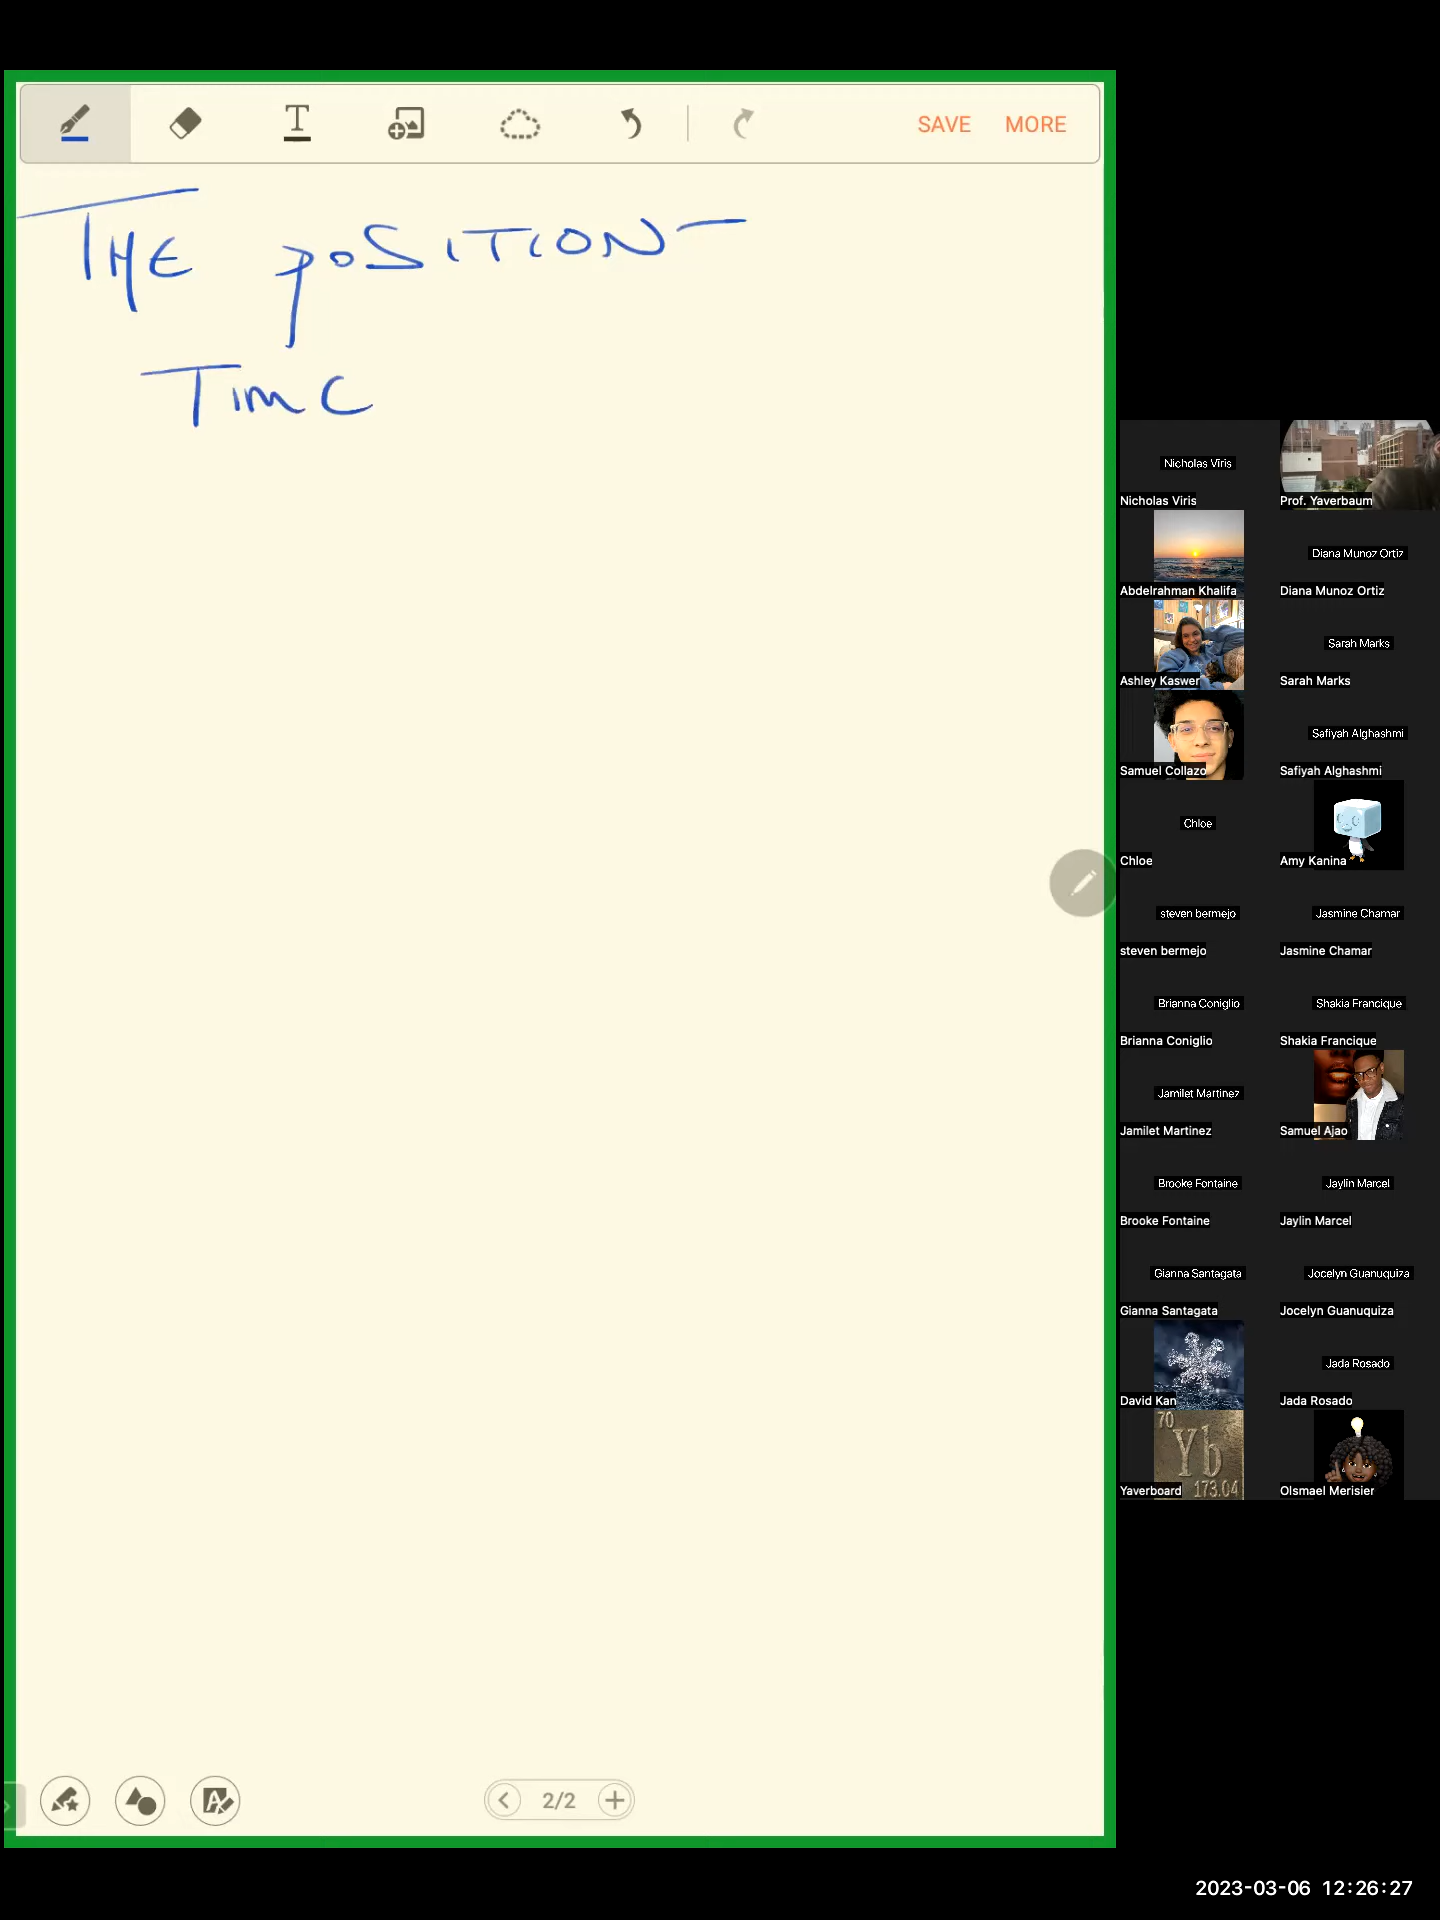 SAVE MORE
THE POSITION-
TIME
Nicholas Viris
Nicholas Viris
Prof. Yaverbaum
Diana Munoz Ortiz
Abdelrahman Khalifa
Diana Munoz Ortiz
Sarah Marks
Ashley Kaswer
Sarah Marks
Safiyah Alghashmi
Samuel Collazo
Safiyah Alghashmi
Chloe
Chloe
Amy Kanina
steven bermejo
Jasmine Chamar
steven bermejo
Jasmine Chamar
Brianna Coniglio
Shakia Francique
Brianna Coniglio
Shakia Francique
Jamilet Martinez
Jamilet Martinez
Samuel Ajao
Brooke Fontaine
Jaylin Marcel
Brooke Fontaine
Jaylin Marcel
Gianna Santagata
Jocelyn Guanuquiza
Gianna Santagata
Jocelyn Guanuquiza
Jada Rosado
David Kan
Jada Rosado
70
Yb
173.04
Yaverboard
Olsmael Merisier
2/2
2023-03-06 12:26:27